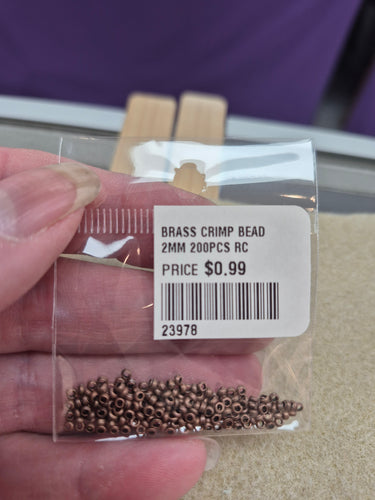 BRASS CRIMP BEAD
2MM 200PCS RC
PRICE $0.99
23978